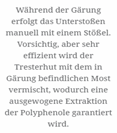 Während der Gärung
erfolgt das Unterstoßen
manuell mit einem Stößel.
Vorsichtig, aber sehr
effizient wird der
Tresterhut mit dem in
Gärung befindlichen Most
vermischt, wodurch eine
ausgewogene Extraktion
der Polyphenole garantiert
wird.